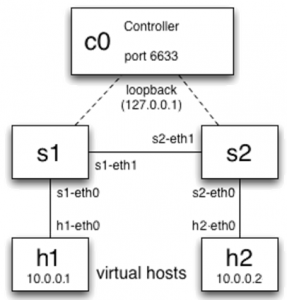 Controller
c0
port 6633
loopback
(127.0.0.1)
s2-eth1
s1
s2
s1-eth1
s1-eth0
s2-eth0
h1-eth0
h2-eth0
h1
10.0.0.1
virtual hosts
h2
10.0.0.2